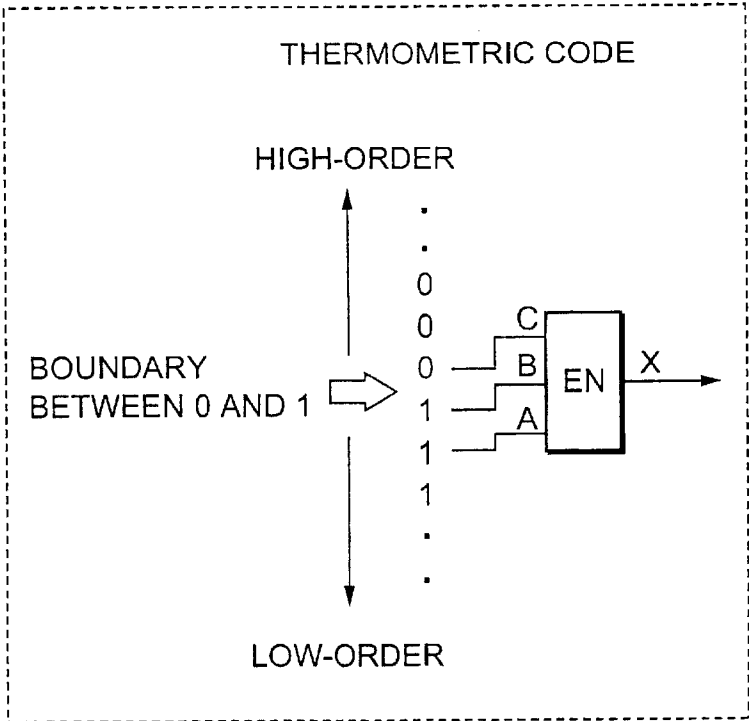 THERMOMETRIC CODE
HIGH-ORDER
.
.
0
0
0
1
1
1
.
.
C
B
A
EN
X
BOUNDARY
BETWEEN 0 AND 1
LOW-ORDER